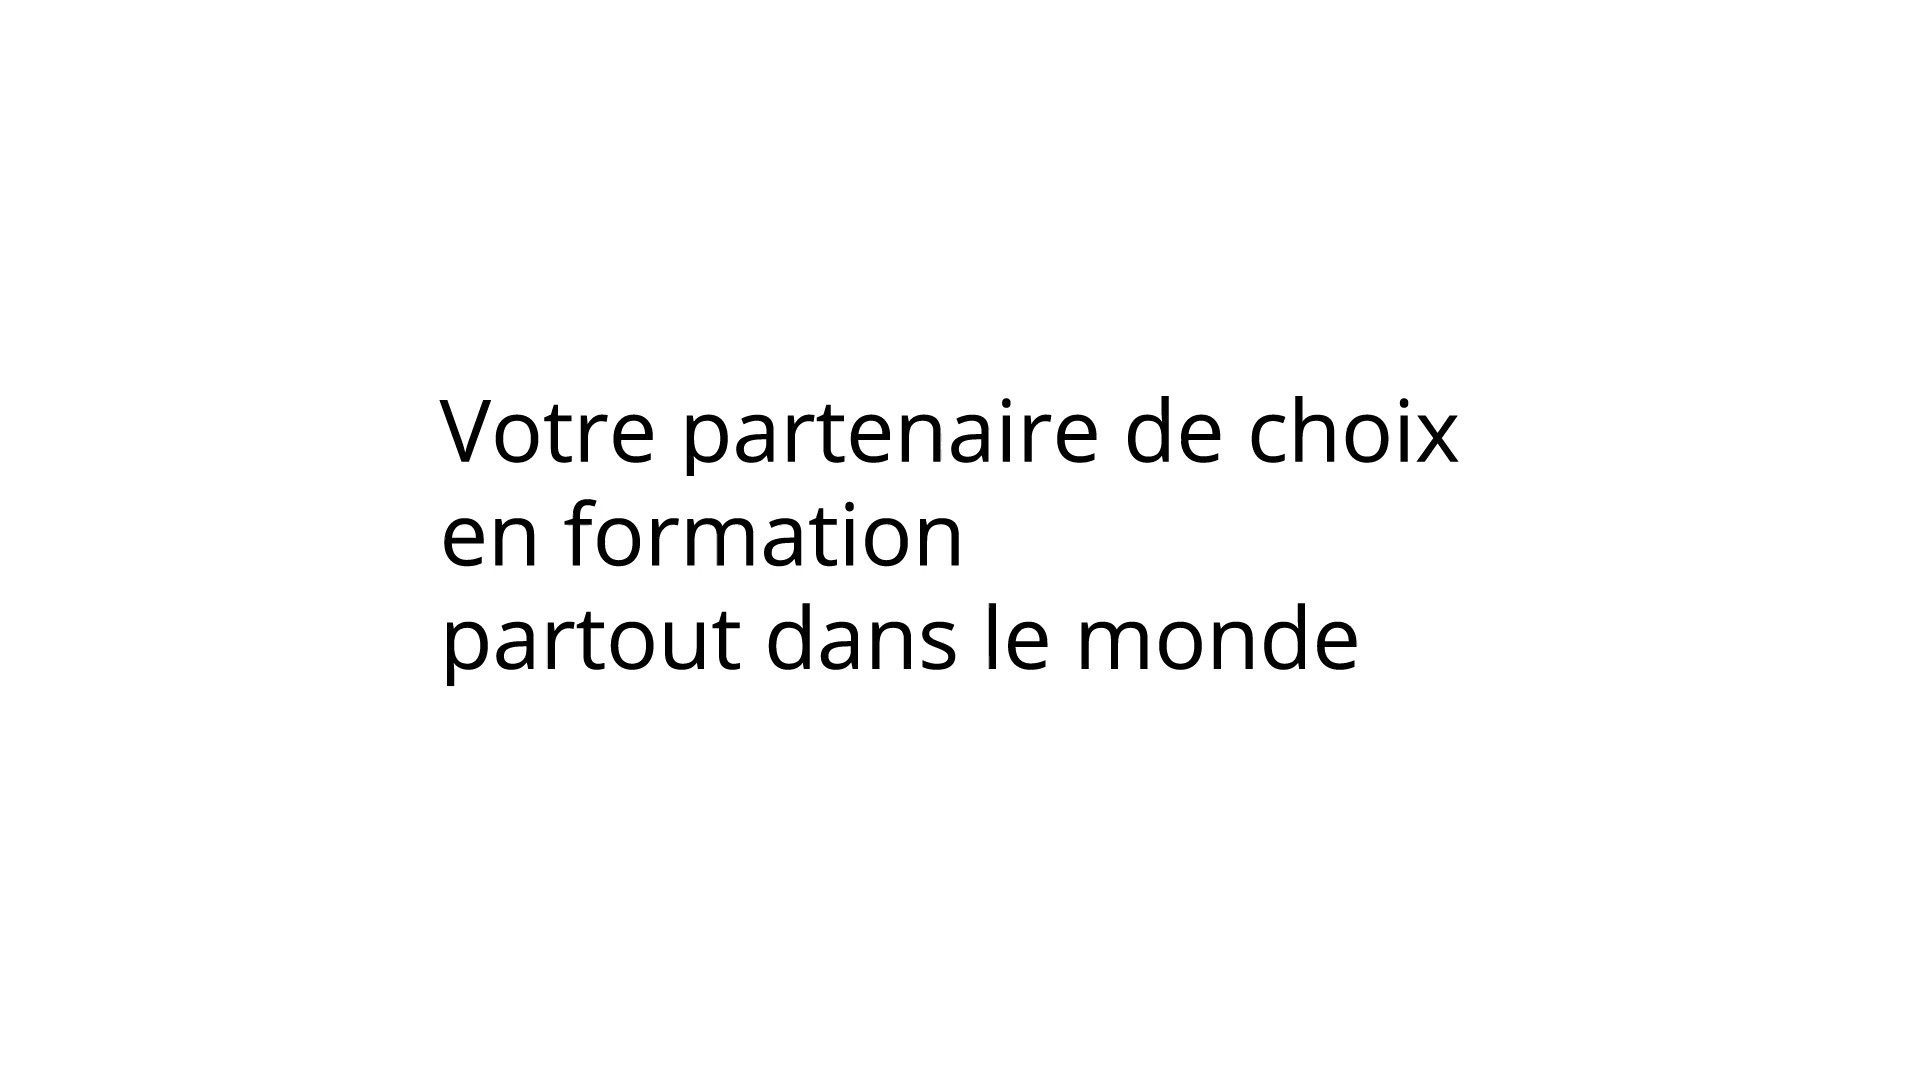 Votre partenaire de choix
en formation
partout dans le monde